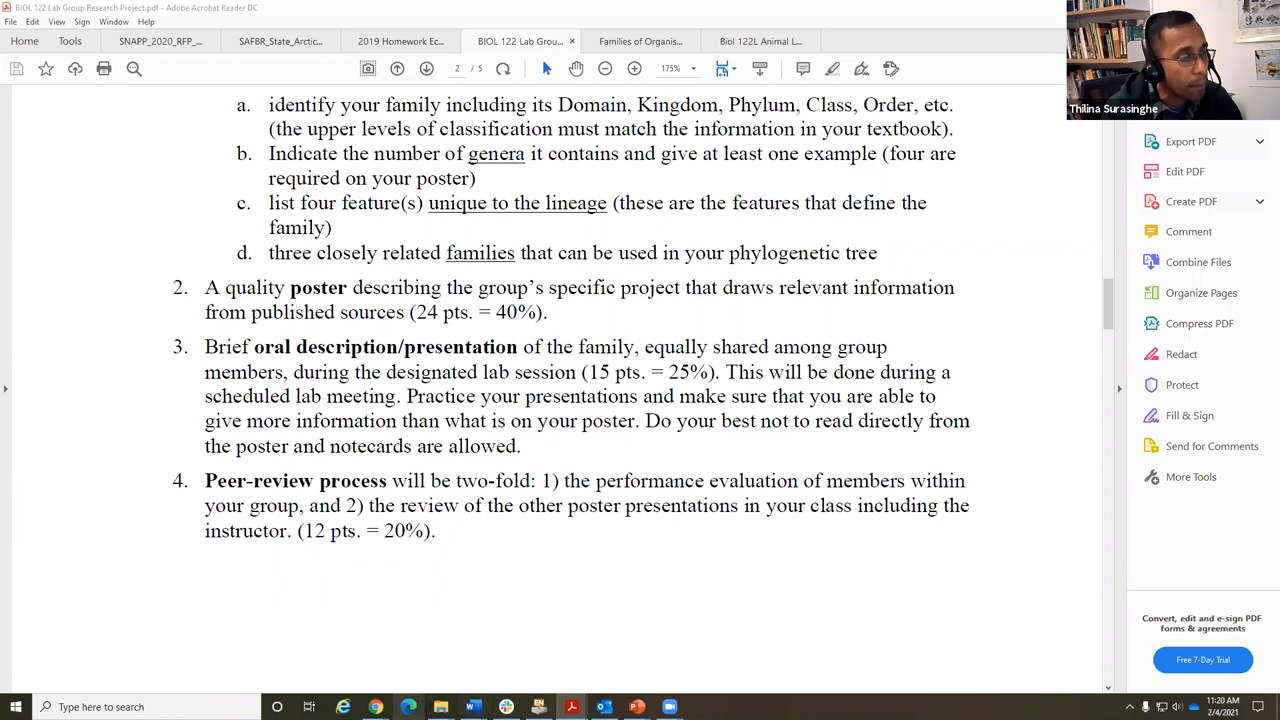 BIOL 122 Lab Group Research Project.pdf - Adobe Acrobat Reader DC
File Edit View Sign Window Help
Home Tools SNAPP_2020_RFP_... SAFBR_State_Arctic... 2019 Homework Fc... BIOL 122 Lab Grou... × Families of Organis... Biol 122L Animal L...
2 / 5 175%
Thilina Surasinghe
a. identify your family including its Domain, Kingdom, Phylum, Class, Order, etc.
(the upper levels of classification must match the information in your textbook).
b. Indicate the number of genera it contains and give at least one example (four are
required on your poster)
c. list four feature(s) unique to the lineage (these are the features that define the
family)
d. three closely related families that can be used in your phylogenetic tree
2. A quality poster describing the group's specific project that draws relevant information
from published sources (24 pts. = 40%).
3. Brief oral description/presentation of the family, equally shared among group
members, during the designated lab session (15 pts. = 25%). This will be done during a
scheduled lab meeting. Practice your presentations and make sure that you are able to
give more information than what is on your poster. Do your best not to read directly from
the poster and notecards are allowed.
4. Peer-review process will be two-fold: 1) the performance evaluation of members within
your group, and 2) the review of the other poster presentations in your class including the
instructor. (12 pts. = 20%).
Export PDF
Edit PDF
Create PDF
Comment
Combine Files
Organize Pages
Compress PDF
Redact
Protect
Fill & Sign
Send for Comments
More Tools
Convert, edit and e-sign PDF
forms & agreements
Free 7-Day Trial
Type here to search
11:20 AM
2/4/2021